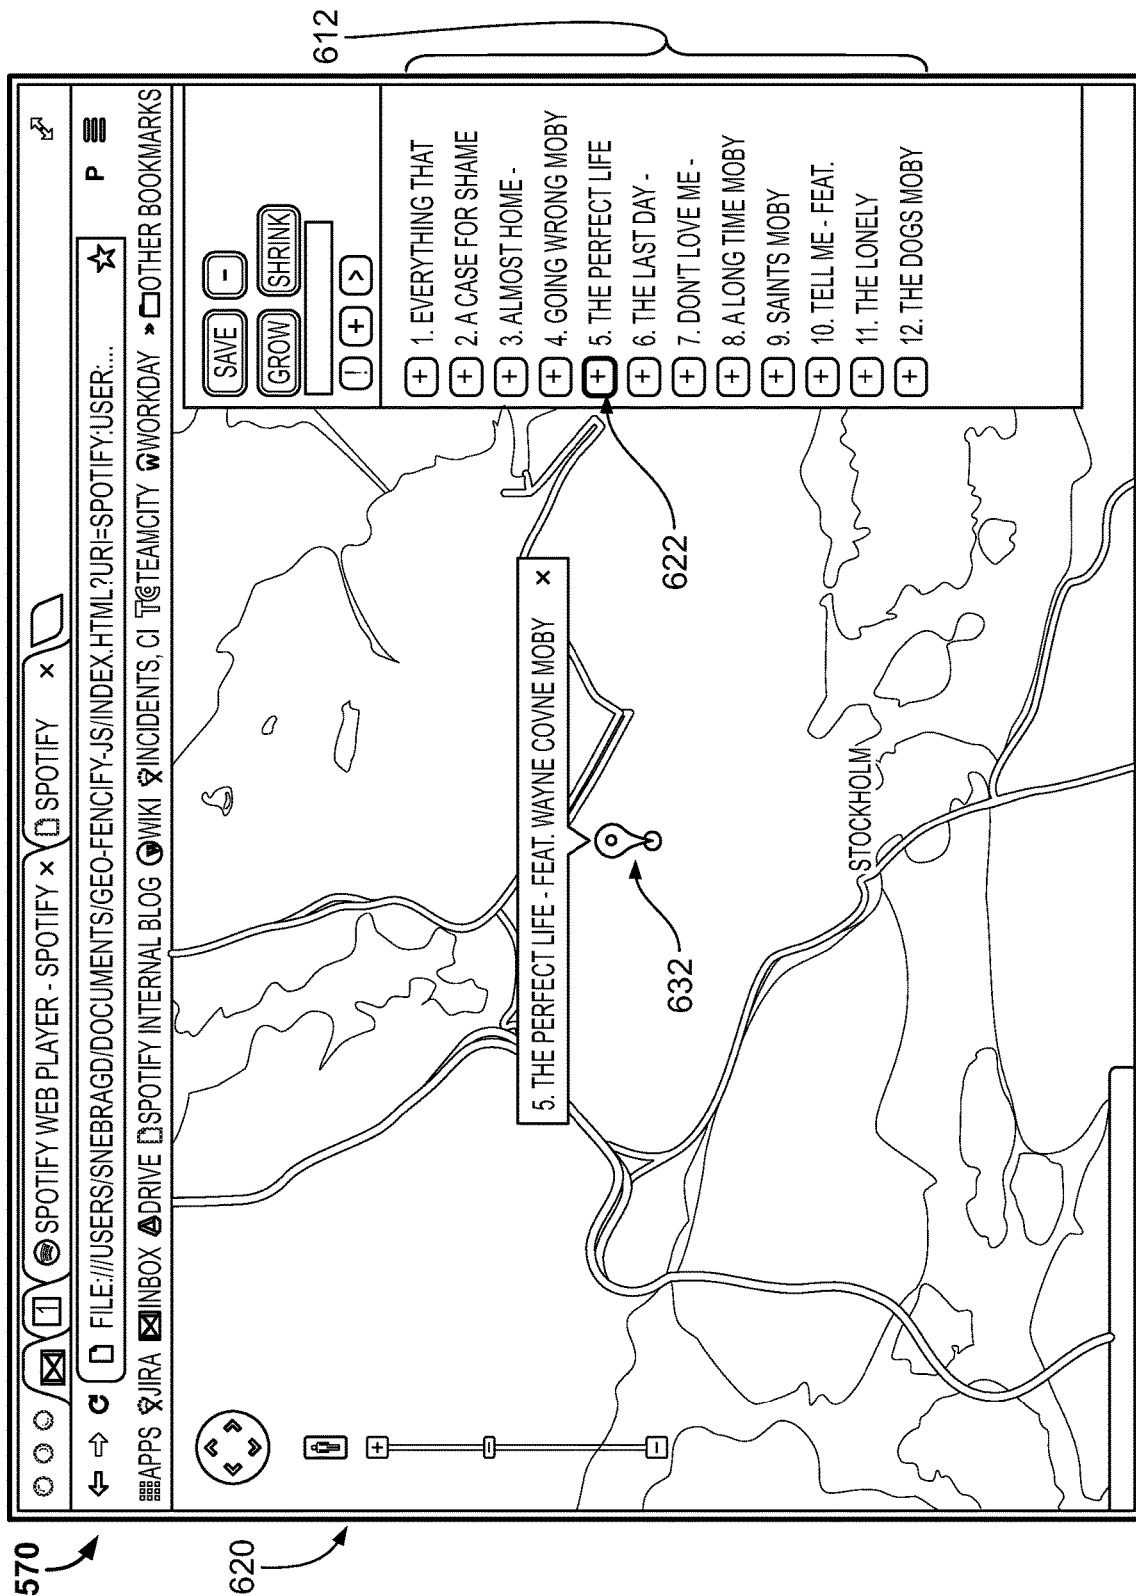 570
620
612
1
SPOTIFY WEB PLAYER - SPOTIFY ×
SPOTIFY ×
FILE:///USERS/SNEBRAGD/DOCUMENTS/GEO-FENCIFY-JS/INDEX.HTML?URI=SPOTIFY:USER:...
P
APPS JIRA INBOX DRIVE SPOTIFY INTERNAL BLOG WIKI INCIDENTS, CI TEAMCITY WORKDAY » OTHER BOOKMARKS
SAVE -
GROW SHRINK
! + >
+ 1. EVERYTHING THAT
+ 2. A CASE FOR SHAME
+ 3. ALMOST HOME -
+ 4. GOING WRONG MOBY
+ 5. THE PERFECT LIFE
+ 6. THE LAST DAY -
+ 7. DON'T LOVE ME -
+ 8. A LONG TIME MOBY
+ 9. SAINTS MOBY
+ 10. TELL ME - FEAT.
+ 11. THE LONELY
+ 12. THE DOGS MOBY
5. THE PERFECT LIFE - FEAT. WAYNE COVNE MOBY ×
622
632
STOCKHOLM